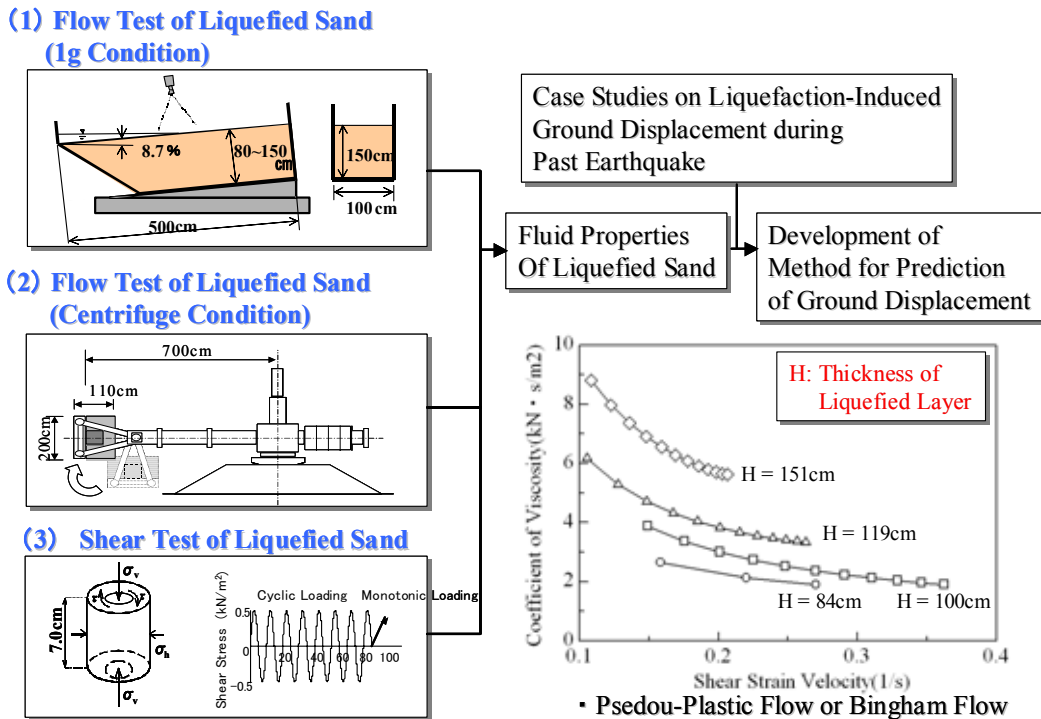 (1) Flow Test of Liquefied Sand
(1g Condition)
8.7%
80~150
cm
150cm
100cm
500cm
(2) Flow Test of Liquefied Sand
(Centrifuge Condition)
700cm
110cm
200cm
(3) Shear Test of Liquefied Sand
σv
7.0cm
σh
σv
Shear Stress (kN/m²)
Cyclic Loading
Monotonic Loading
0.5
0
-0.5
20
40
60
80
100
Case Studies on Liquefaction-Induced
Ground Displacement during
Past Earthquake
Fluid Properties
Of Liquefied Sand
Development of
Method for Prediction
of Ground Displacement
Coefficient of Viscosity(kN・s/m2)
10
8
6
4
2
0
H: Thickness of
Liquefied Layer
H = 151cm
H = 119cm
H = 84cm
H = 100cm
0.1
0.2
0.3
0.4
Shear Strain Velocity(1/s)
・Psedou-Plastic Flow or Bingham Flow